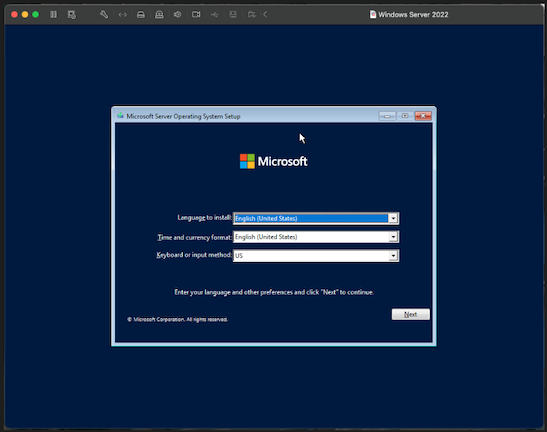 Windows Server 2022
Microsoft Server Operating System Setup
Microsoft
Language to install: English (United States)
Time and currency format: English (United States)
Keyboard or input method: US
Enter your language and other preferences and click "Next" to continue.
Next
© Microsoft Corporation. All rights reserved.